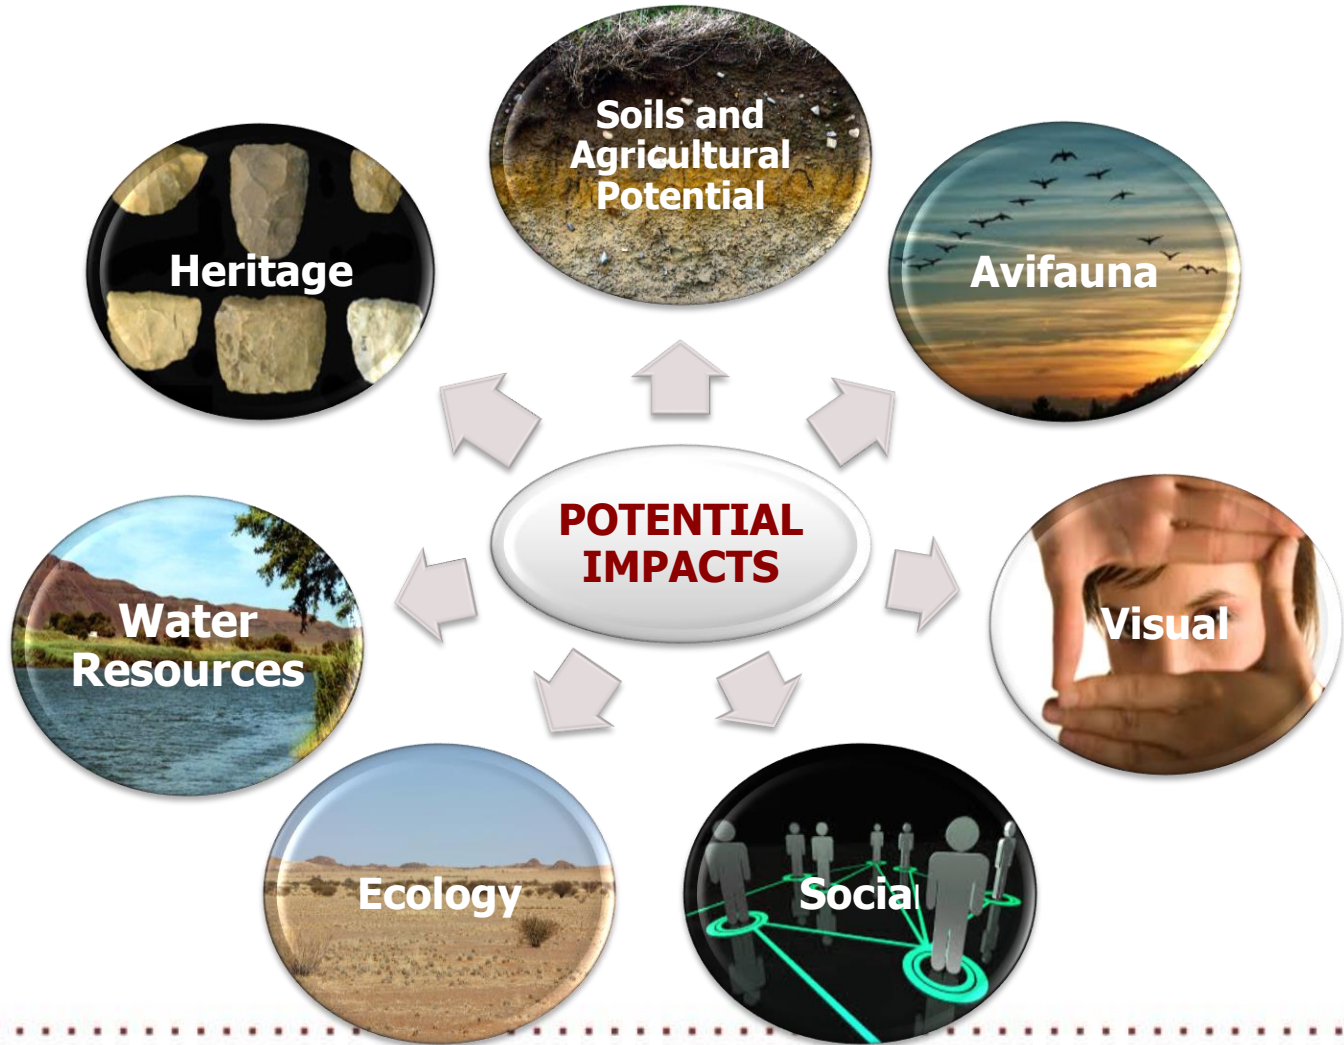 Soils and
Agricultural
Potential
Heritage
Avifauna
POTENTIAL
IMPACTS
Visual
Water
Resources
Ecology
Social